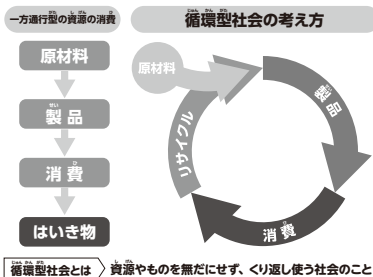 一方通行型の資源の消費
循環型社会の考え方
原材料
製品
消費
はいき物
原材料
製品
消費
リサイクル
循環型社会とは 資源やものを無だにせず、くり返し使う社会のこと